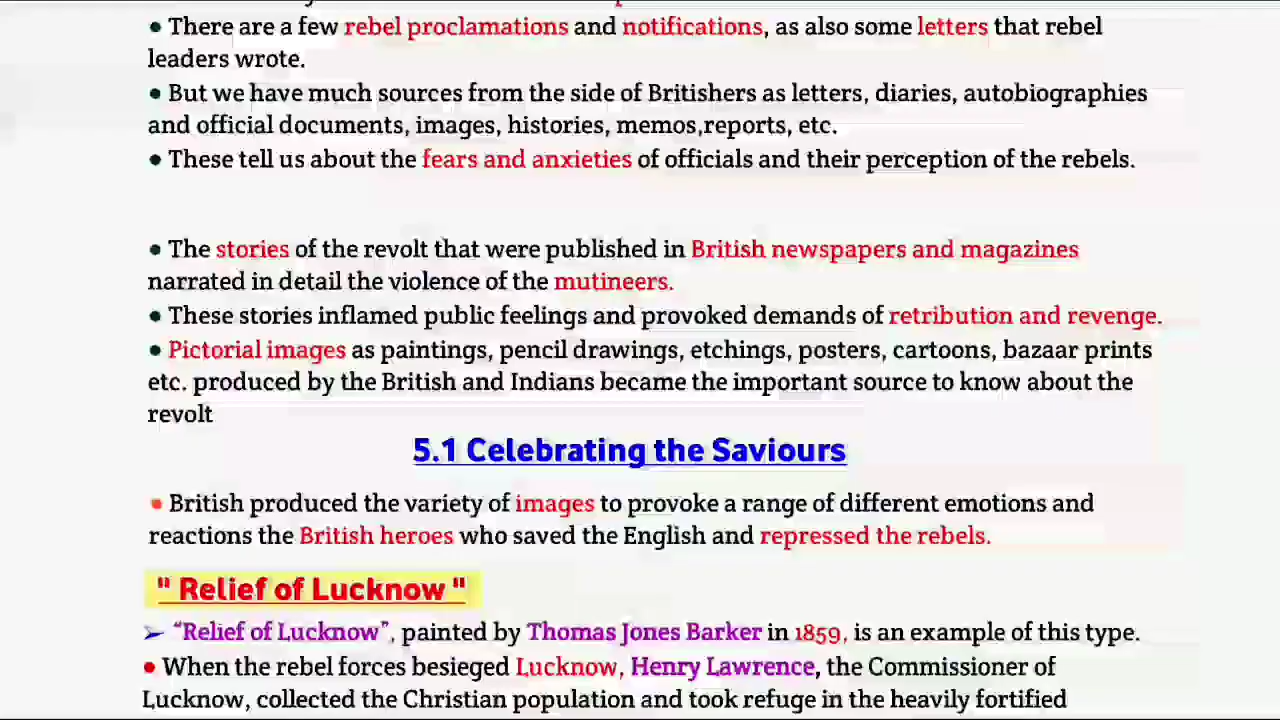 • There are a few rebel proclamations and notifications, as also some letters that rebel
leaders wrote.
• But we have much sources from the side of Britishers as letters, diaries, autobiographies
and official documents, images, histories, memos,reports, etc.
• These tell us about the fears and anxieties of officials and their perception of the rebels.
• The stories of the revolt that were published in British newspapers and magazines
narrated in detail the violence of the mutineers.
• These stories inflamed public feelings and provoked demands of retribution and revenge.
• Pictorial images as paintings, pencil drawings, etchings, posters, cartoons, bazaar prints
etc. produced by the British and Indians became the important source to know about the
revolt
5.1 Celebrating the Saviours
• British produced the variety of images to provoke a range of different emotions and
reactions the British heroes who saved the English and repressed the rebels.
" Relief of Lucknow "
➢ “Relief of Lucknow”, painted by Thomas Jones Barker in 1859, is an example of this type.
• When the rebel forces besieged Lucknow, Henry Lawrence, the Commissioner of
Lucknow, collected the Christian population and took refuge in the heavily fortified